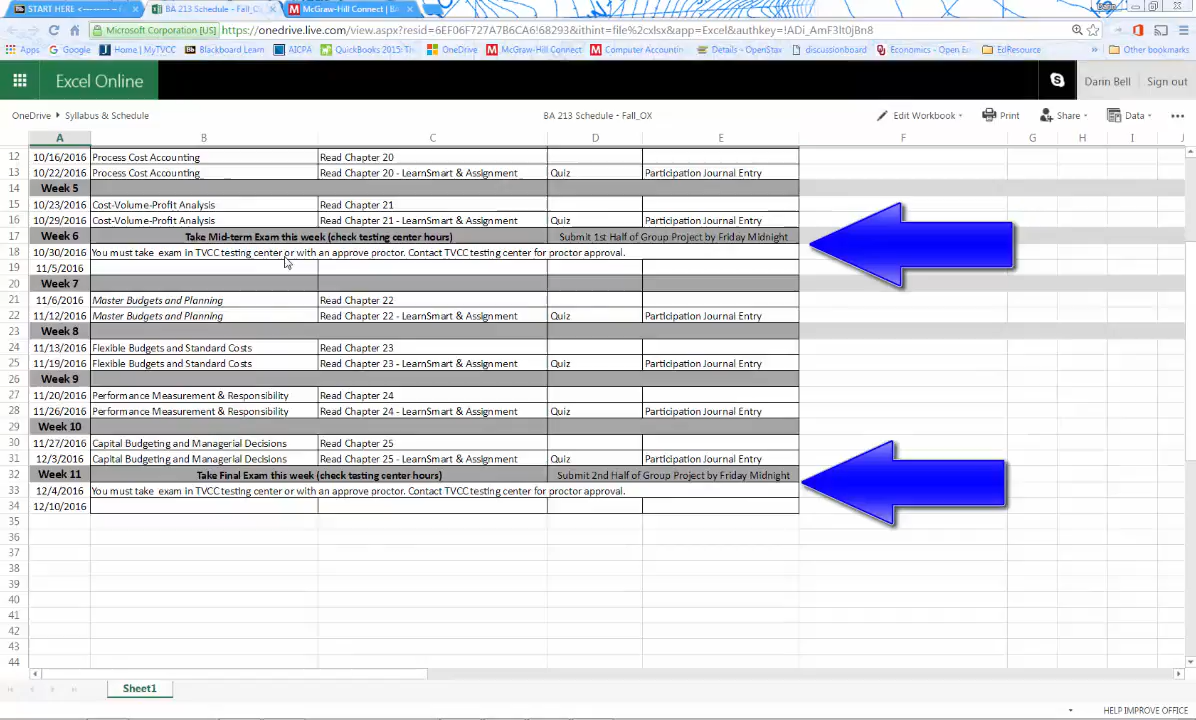 START HERE <---------- F
BA 213 Schedule - Fall_O
McGraw-Hill Connect | BA
Microsoft Corporation [US]
https://onedrive.live.com/view.aspx?resid=6EF06F727A7B6CA6!68293&ithint=file%2cxlsx&app=Excel&authkey=!ADi_AmF3lt0jBn8
Apps Google Home | MyTVCC Blackboard Learn AICPA QuickBooks 2015: Tri OneDrive McGraw-Hill Connect Computer Accountin Details - OpenStax discussionboard Economics - Open Ed EdResource » Other bookmarks
Excel Online
Darin Bell Sign out
OneDrive Syllabus & Schedule
BA 213 Schedule - Fall_OX
Edit Workbook Print Share Data •••
A B C D E F G H I J
12 10/16/2016 Process Cost Accounting Read Chapter 20
13 10/22/2016 Process Cost Accounting Read Chapter 20 - LearnSmart & Assignment Quiz Participation Journal Entry
14 Week 5
15 10/23/2016 Cost-Volume-Profit Analysis Read Chapter 21
16 10/29/2016 Cost-Volume-Profit Analysis Read Chapter 21 - LearnSmart & Assignment Quiz Participation Journal Entry
17 Week 6 Take Mid-term Exam this week (check testing center hours) Submit 1st Half of Group Project by Friday Midnight
18 10/30/2016 You must take exam in TVCC testing center or with an approve proctor. Contact TVCC testing center for proctor approval.
19 11/5/2016
20 Week 7
21 11/6/2016 Master Budgets and Planning Read Chapter 22
22 11/12/2016 Master Budgets and Planning Read Chapter 22 - LearnSmart & Assignment Quiz Participation Journal Entry
23 Week 8
24 11/13/2016 Flexible Budgets and Standard Costs Read Chapter 23
25 11/19/2016 Flexible Budgets and Standard Costs Read Chapter 23 - LearnSmart & Assignment Quiz Participation Journal Entry
26 Week 9
27 11/20/2016 Performance Measurement & Responsibility Read Chapter 24
28 11/26/2016 Performance Measurement & Responsibility Read Chapter 24 - LearnSmart & Assignment Quiz Participation Journal Entry
29 Week 10
30 11/27/2016 Capital Budgeting and Managerial Decisions Read Chapter 25
31 12/3/2016 Capital Budgeting and Managerial Decisions Read Chapter 25 - LearnSmart & Assignment Quiz Participation Journal Entry
32 Week 11 Take Final Exam this week (check testing center hours) Submit 2nd Half of Group Project by Friday Midnight
33 12/4/2016 You must take exam in TVCC testing center or with an approve proctor. Contact TVCC testing center for proctor approval.
34 12/10/2016
35
36
37
38
39
40
41
42
43
44
Sheet1
HELP IMPROVE OFFICE